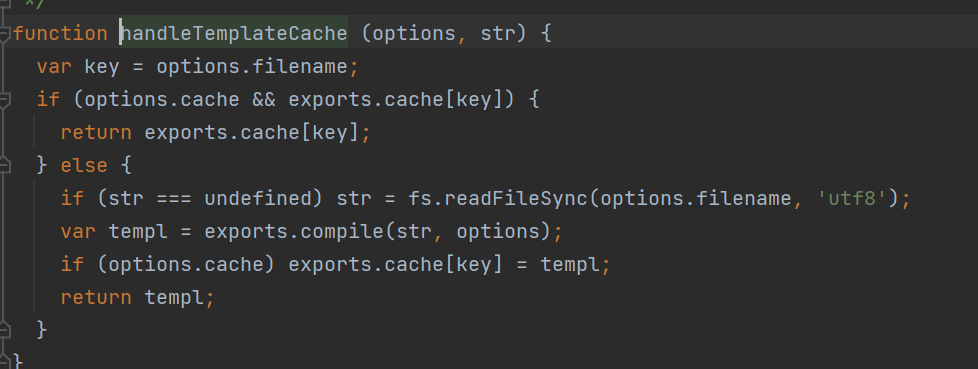 */
function handleTemplateCache (options, str) {
  var key = options.filename;
  if (options.cache && exports.cache[key]) {
    return exports.cache[key];
  } else {
    if (str === undefined) str = fs.readFileSync(options.filename, 'utf8');
    var templ = exports.compile(str, options);
    if (options.cache) exports.cache[key] = templ;
    return templ;
  }
}